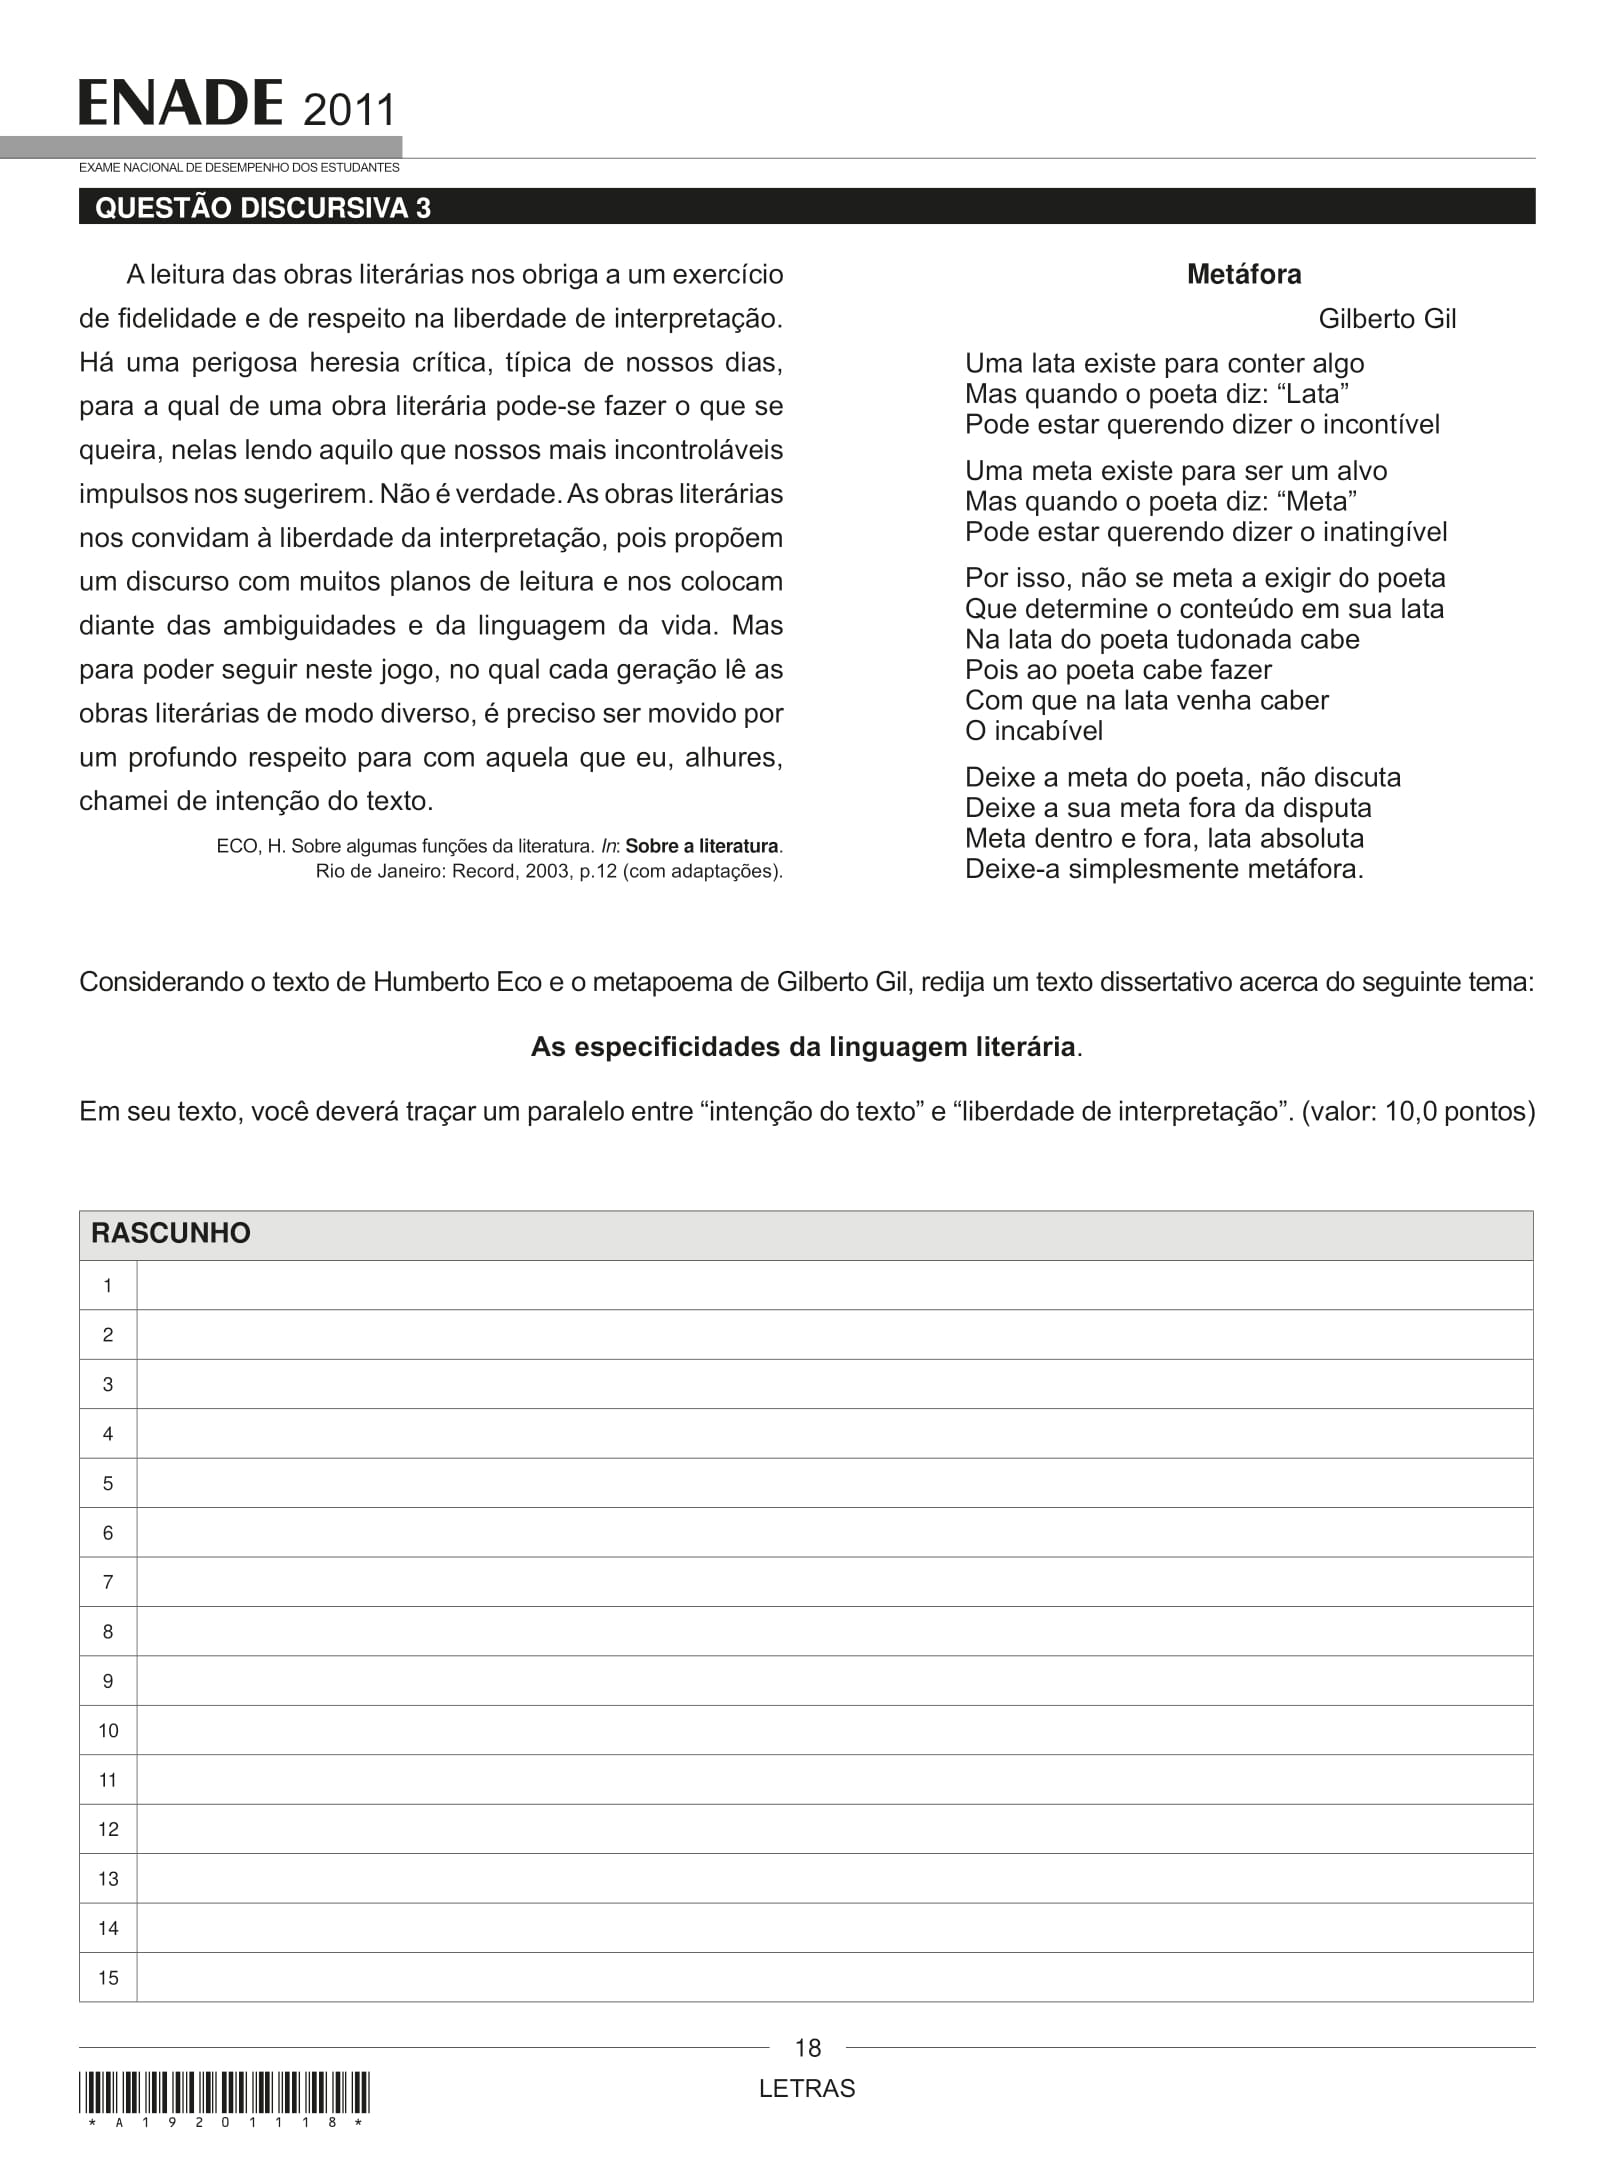 ENADE 2011
EXAME NACIONAL DE DESEMPENHO DOS ESTUDANTES
QUESTÃO DISCURSIVA 3
A leitura das obras literárias nos obriga a um exercício
de fidelidade e de respeito na liberdade de interpretação.
Há uma perigosa heresia crítica, típica de nossos dias,
para a qual de uma obra literária pode-se fazer o que se
queira, nelas lendo aquilo que nossos mais incontroláveis
impulsos nos sugerirem. Não é verdade. As obras literárias
nos convidam à liberdade da interpretação, pois propõem
um discurso com muitos planos de leitura e nos colocam
diante das ambiguidades e da linguagem da vida. Mas
para poder seguir neste jogo, no qual cada geração lê as
obras literárias de modo diverso, é preciso ser movido por
um profundo respeito para com aquela que eu, alhures,
chamei de intenção do texto.
ECO, H. Sobre algumas funções da literatura. In: Sobre a literatura.
Rio de Janeiro: Record, 2003, p.12 (com adaptações).
Metáfora
Gilberto Gil
Uma lata existe para conter algo
Mas quando o poeta diz: “Lata”
Pode estar querendo dizer o incontível
Uma meta existe para ser um alvo
Mas quando o poeta diz: “Meta”
Pode estar querendo dizer o inatingível
Por isso, não se meta a exigir do poeta
Que determine o conteúdo em sua lata
Na lata do poeta tudonada cabe
Pois ao poeta cabe fazer
Com que na lata venha caber
O incabível
Deixe a meta do poeta, não discuta
Deixe a sua meta fora da disputa
Meta dentro e fora, lata absoluta
Deixe-a simplesmente metáfora.
Considerando o texto de Humberto Eco e o metapoema de Gilberto Gil, redija um texto dissertativo acerca do seguinte tema:
As especificidades da linguagem literária.
Em seu texto, você deverá traçar um paralelo entre “intenção do texto” e “liberdade de interpretação”. (valor: 10,0 pontos)
RASCUNHO
1
2
3
4
5
6
7
8
9
10
11
12
13
14
15
18
LETRAS
* A 1 9 2 0 1 1 1 8 *